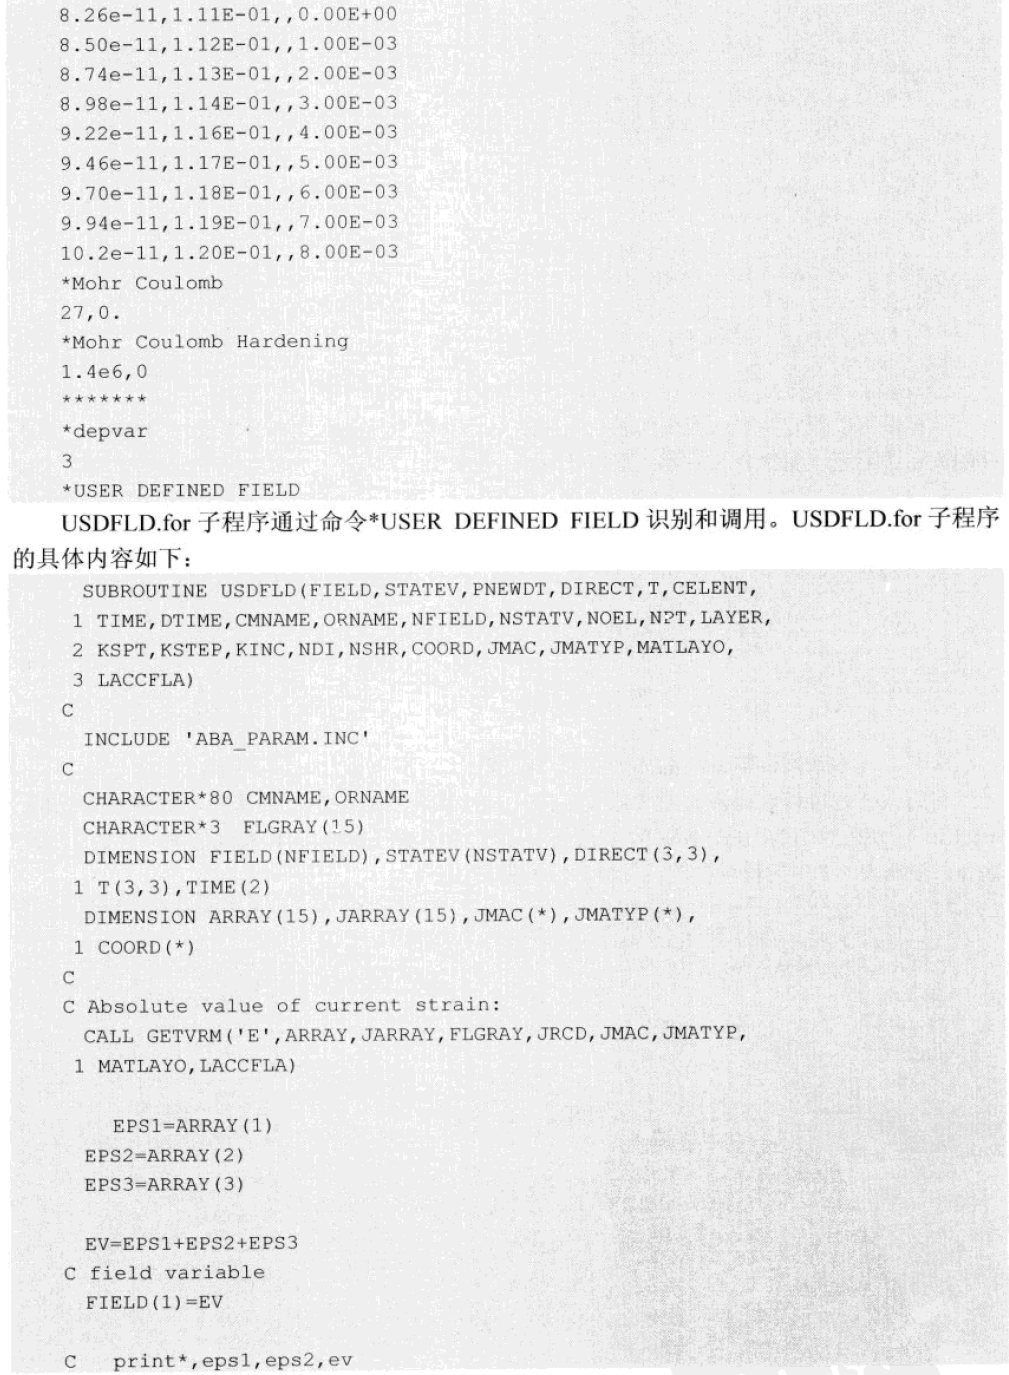 8.26e-11,1.11E-01,,0.00E+00
8.50e-11,1.12E-01,,1.00E-03
8.74e-11,1.13E-01,,2.00E-03
8.98e-11,1.14E-01,,3.00E-03
9.22e-11,1.16E-01,,4.00E-03
9.46e-11,1.17E-01,,5.00E-03
9.70e-11,1.18E-01,,6.00E-03
9.94e-11,1.19E-01,,7.00E-03
10.2e-11,1.20E-01,,8.00E-03
*Mohr Coulomb
27,0.
*Mohr Coulomb Hardening
1.4e6,0
*******
*depvar
3
*USER DEFINED FIELD
USDFLD.for 子程序通过命令*USER DEFINED FIELD 识别和调用。USDFLD.for 子程序
的具体内容如下：
SUBROUTINE USDFLD(FIELD,STATEV,PNEWDT,DIRECT,T,CELENT,
1 TIME,DTIME,CMNAME,ORNAME,NFIELD,NSTATV,NOEL,NPT,LAYER,
2 KSPT,KSTEP,KINC,NDI,NSHR,COORD,JMAC,JMATYP,MATLAYO,
3 LACCFLA)
C
INCLUDE 'ABA_PARAM.INC'
C
CHARACTER*80 CMNAME,ORNAME
CHARACTER*3 FLGRAY(15)
DIMENSION FIELD(NFIELD),STATEV(NSTATV),DIRECT(3,3),
1 T(3,3),TIME(2)
DIMENSION ARRAY(15),JARRAY(15),JMAC(*),JMATYP(*),
1 COORD(*)
C
C Absolute value of current strain:
CALL GETVRM('E',ARRAY,JARRAY,FLGRAY,JRCD,JMAC,JMATYP,
1 MATLAYO,LACCFLA)
EPS1=ARRAY(1)
EPS2=ARRAY(2)
EPS3=ARRAY(3)
EV=EPS1+EPS2+EPS3
C field variable
FIELD(1)=EV
C print*,eps1,eps2,ev